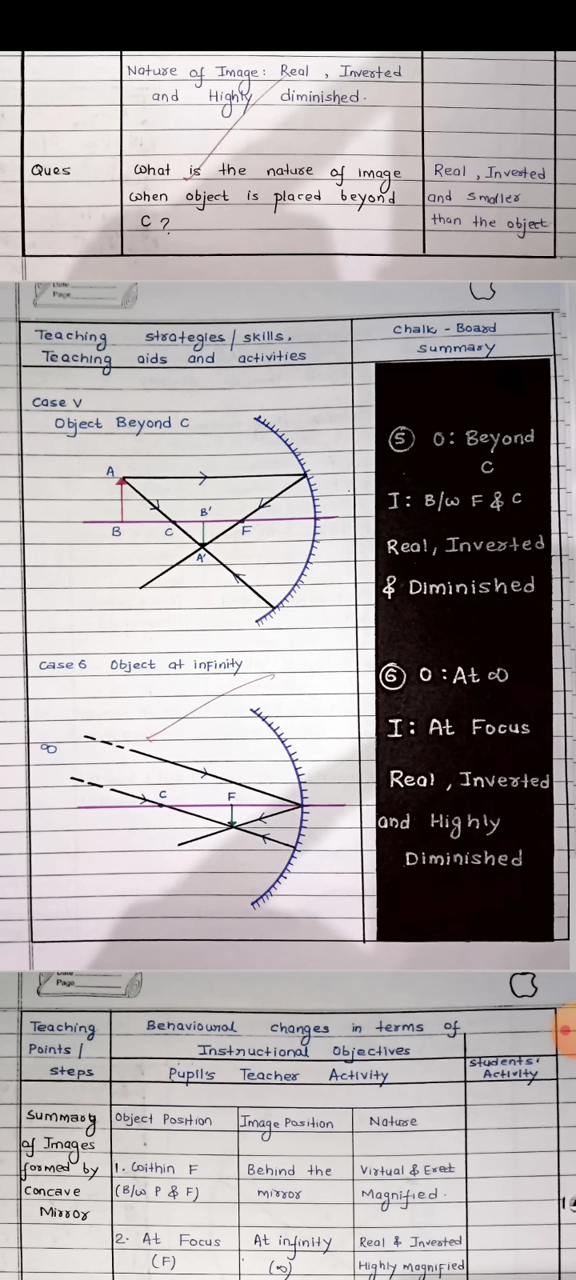 Nature of Image: Real, Inverted
and Highly diminished.
Ques
What is the nature of image
when object is placed beyond
C ?
Real, Inverted
and smaller
than the object
Page
Teaching strategies / skills,
Teaching aids and activities
Chalk - Board
Summary
Case V
Object Beyond C
A
B
C
B'
F
A'
⑤ O: Beyond
C
I: B/w F & C
Real, Inverted
& Diminished
Case 6 Object at infinity
∞
C
F
⑥ O : At ∞
I: At Focus
Real, Inverted
and Highly
Diminished
Page
Teaching
Points /
Steps
Behavioural changes in terms of
Instructional Objectives
Pupil's Teacher Activity
Students'
Activity
Summary
of Images
formed by
Concave
Mirror
Object Position
Image Position
Nature
1. Within F
(B/w P & F)
Behind the
mirror
Virtual & Erect
Magnified.
2. At Focus
(F)
At infinity
(∞)
Real & Inverted
Highly Magnified